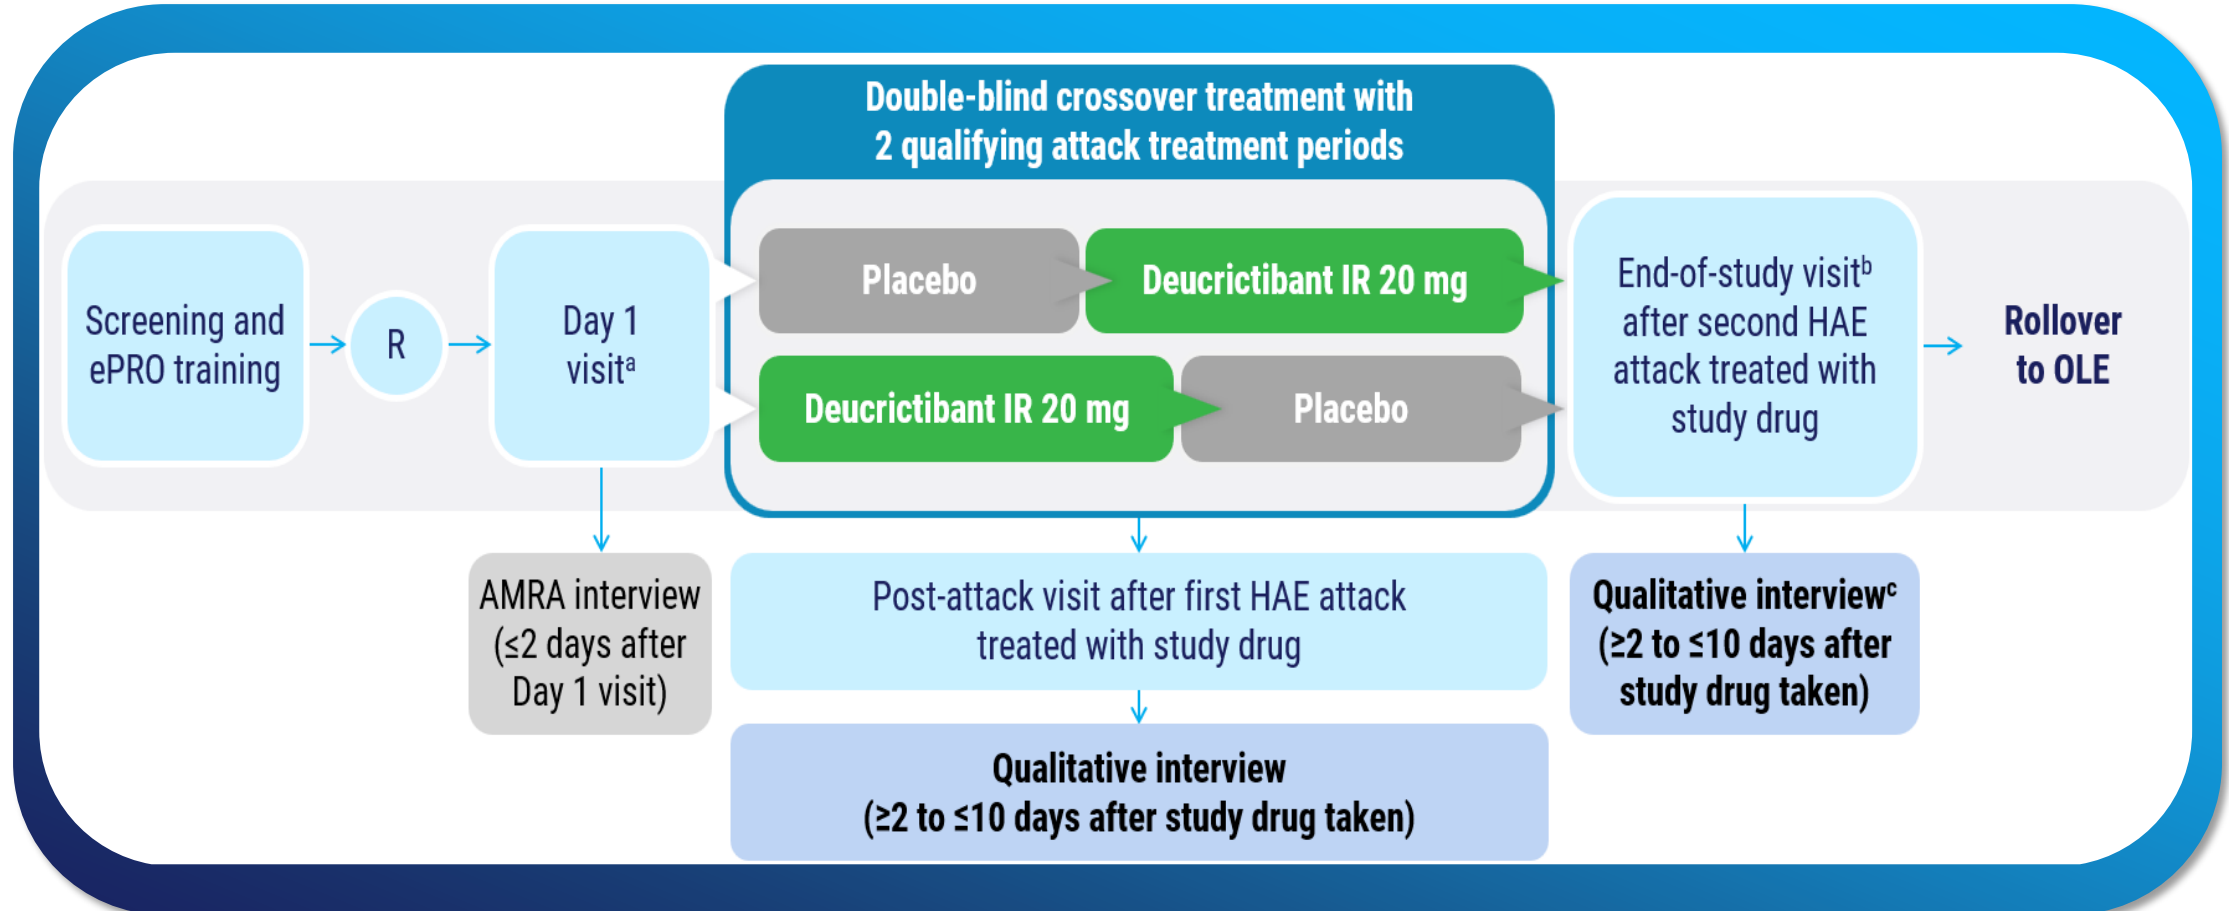 Double-blind crossover treatment with
2 qualifying attack treatment periods
Screening and
ePRO training
R
Day 1
visitᵃ
Placebo
Deucrictibant IR 20 mg
Deucrictibant IR 20 mg
Placebo
End-of-study visitᵇ
after second HAE
attack treated with
study drug
Rollover
to OLE
AMRA interview
(≤2 days after
Day 1 visit)
Post-attack visit after first HAE attack
treated with study drug
Qualitative interview
(≥2 to ≤10 days after study drug taken)
Qualitative interviewᶜ
(≥2 to ≤10 days after
study drug taken)